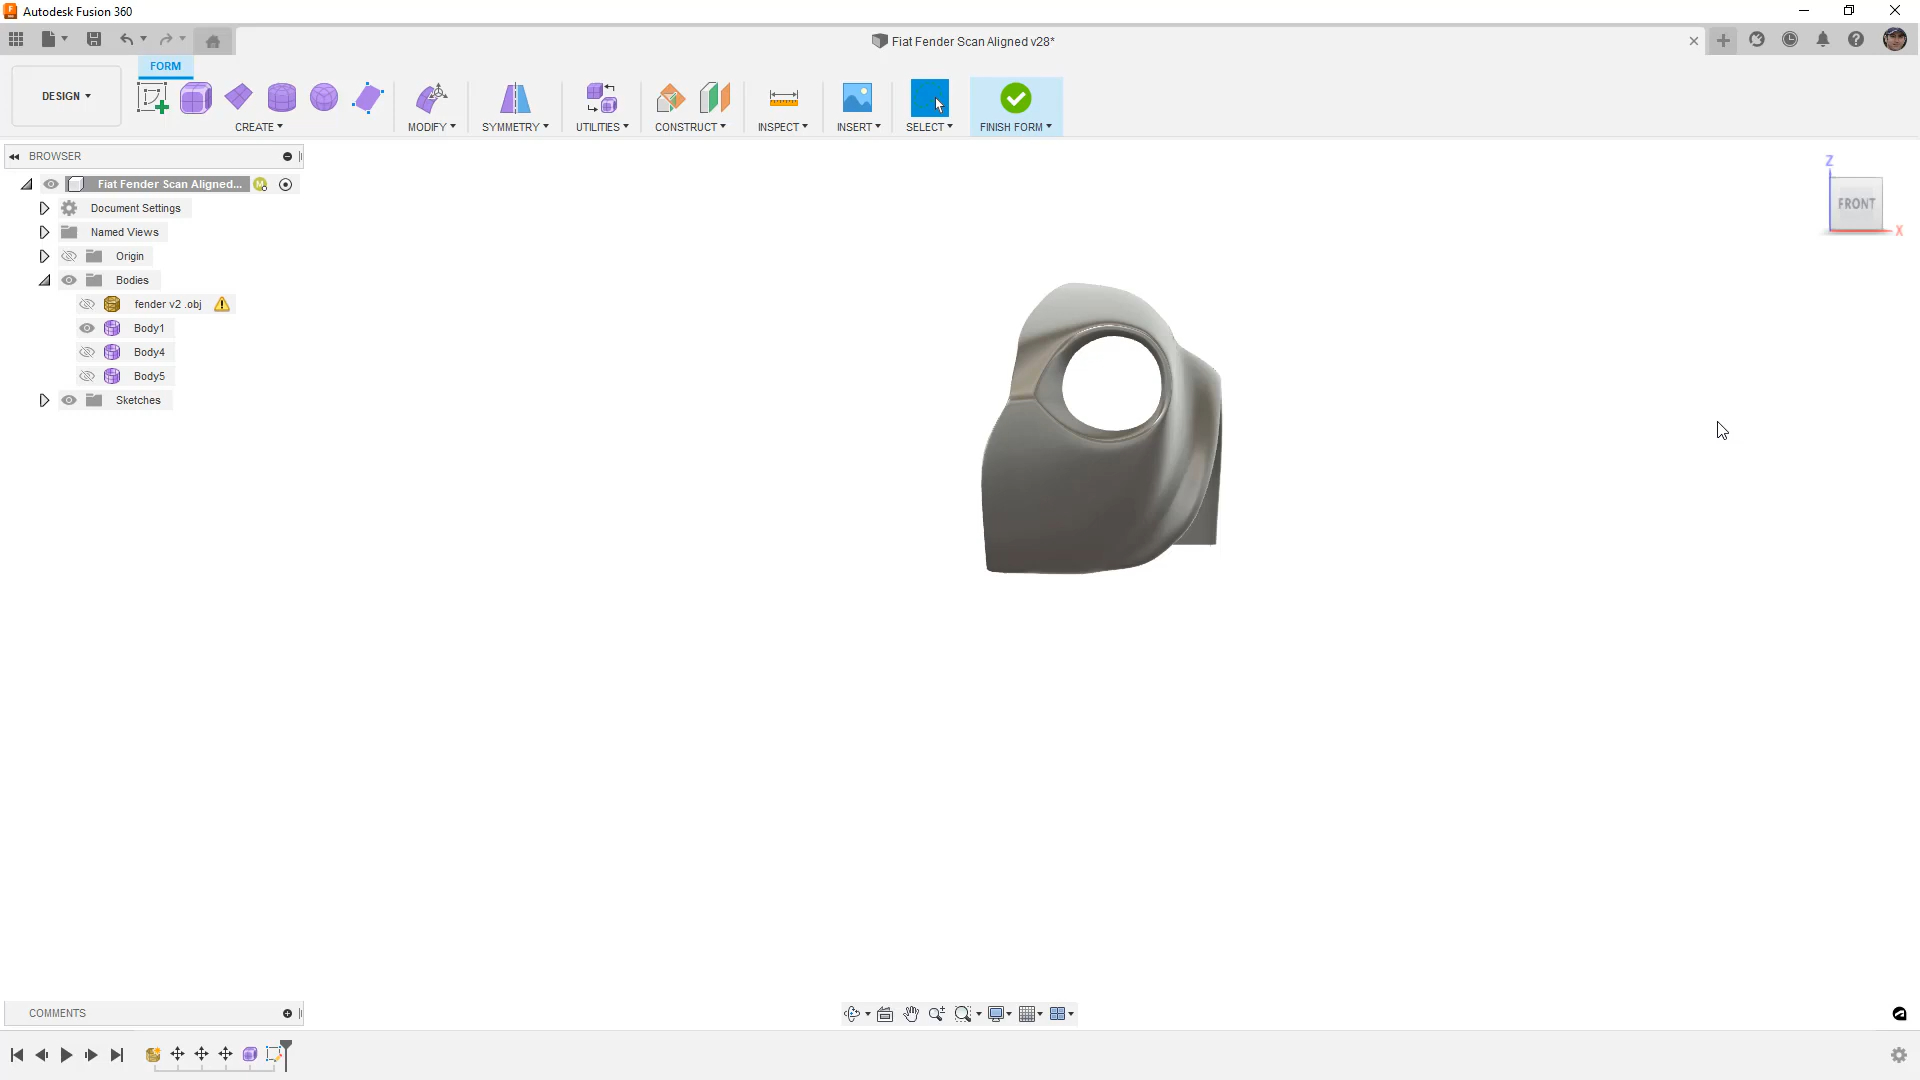 Autodesk Fusion 360
Fiat Fender Scan Aligned v28*
FORM
DESIGN
CREATE
MODIFY
SYMMETRY
UTILITIES
CONSTRUCT
INSPECT
INSERT
SELECT
FINISH FORM
BROWSER
Fiat Fender Scan Aligned...
Document Settings
Named Views
Origin
Bodies
fender v2 .obj
Body1
Body4
Body5
Sketches
Z
FRONT
X
COMMENTS